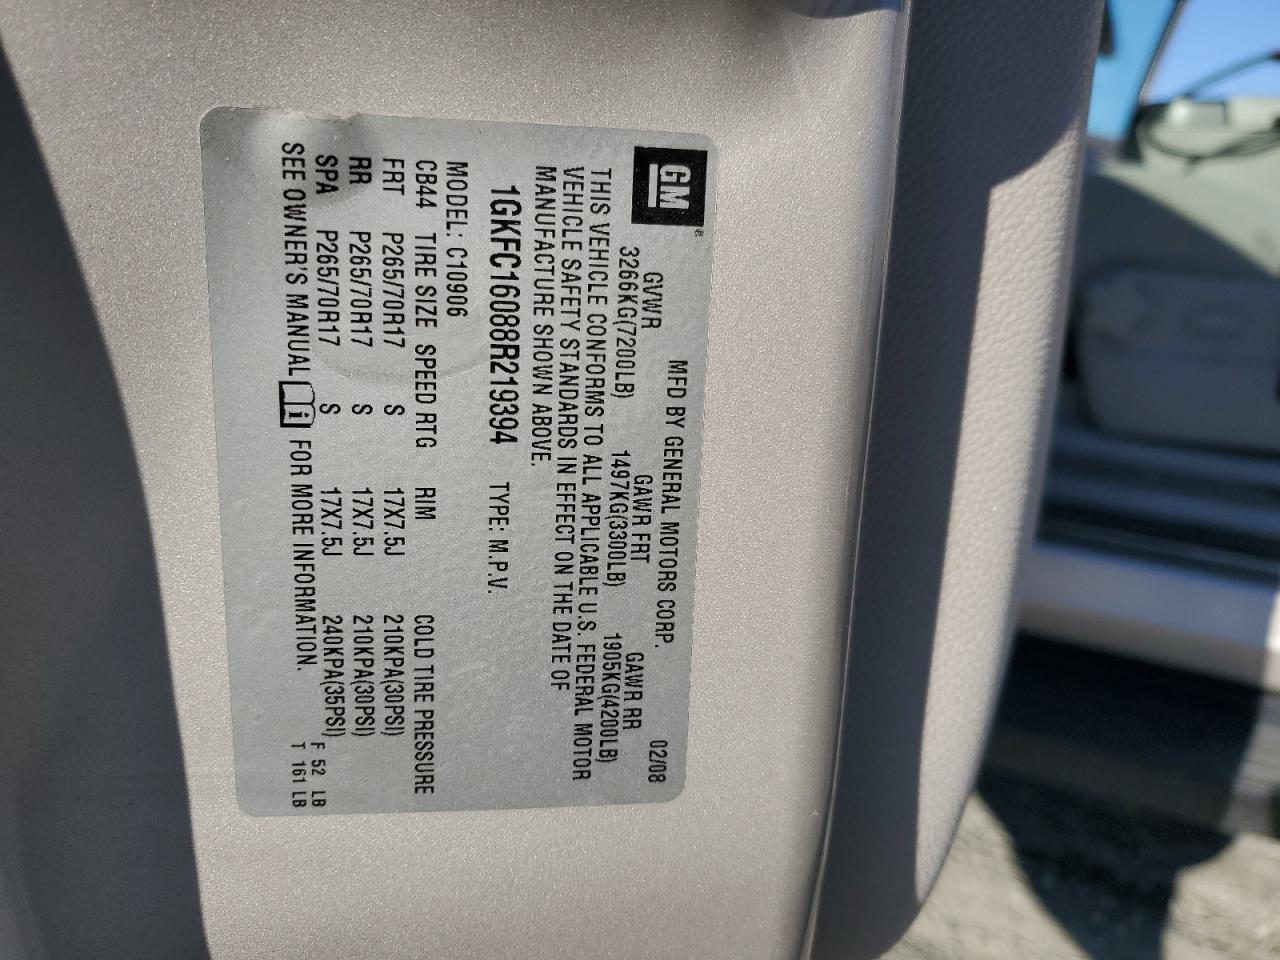 GM®
MFD BY GENERAL MOTORS CORP. 02/08
GVWR GAWR FRT GAWR RR
3266KG(7200LB) 1497KG(3300LB) 1905KG(4200LB)
THIS VEHICLE CONFORMS TO ALL APPLICABLE U.S. FEDERAL MOTOR
VEHICLE SAFETY STANDARDS IN EFFECT ON THE DATE OF
MANUFACTURE SHOWN ABOVE.
1GKFC16088R219394 TYPE: M.P.V.
MODEL: C10906
CB44 TIRE SIZE SPEED RTG RIM COLD TIRE PRESSURE
FRT P265/70R17 S 17X7.5J 210KPA(30PSI)
RR P265/70R17 S 17X7.5J 210KPA(30PSI)
SPA P265/70R17 S 17X7.5J 240KPA(35PSI) F 52 LB
SEE OWNER'S MANUAL i FOR MORE INFORMATION. T 161 LB